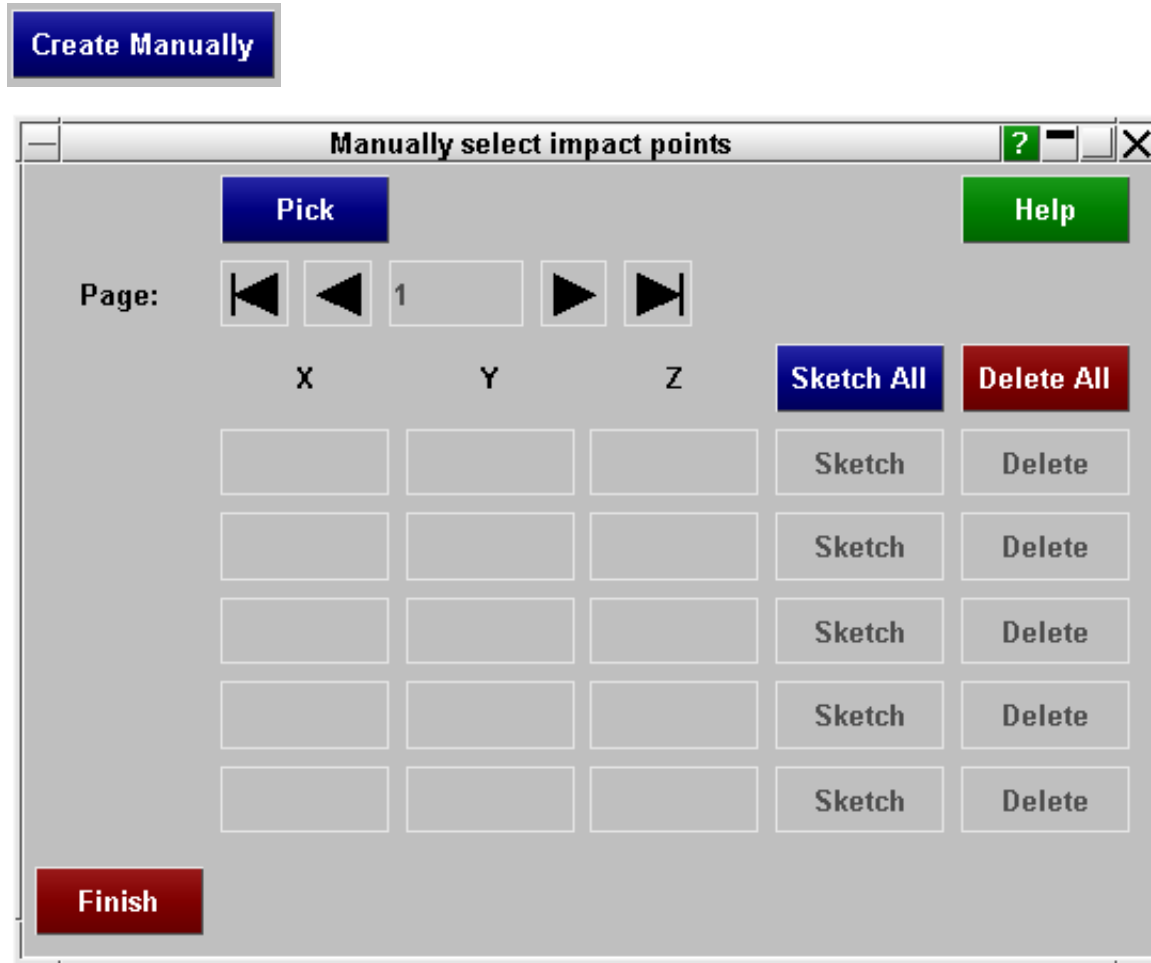 Create Manually
Manually select impact points ?
Pick Help
Page: 1
X Y Z Sketch All Delete All
Sketch Delete
Sketch Delete
Sketch Delete
Sketch Delete
Sketch Delete
Finish